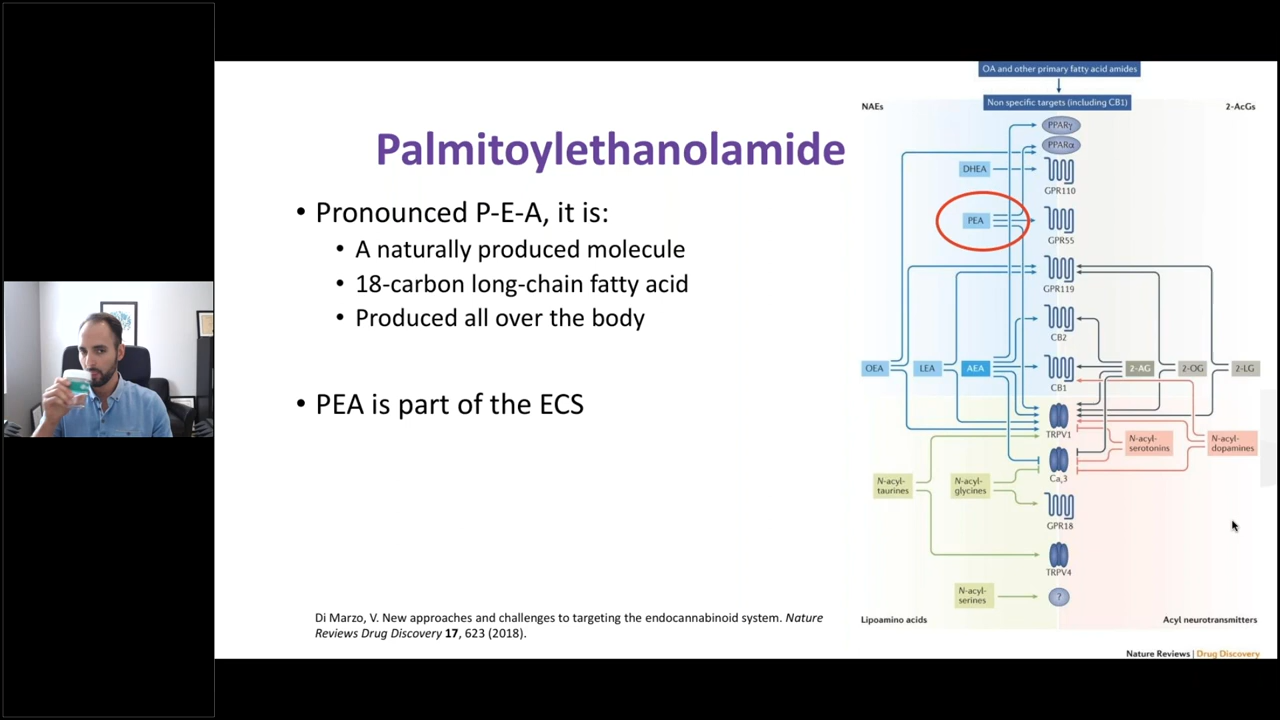 Palmitoylethanolamide
• Pronounced P-E-A, it is:
• A naturally produced molecule
• 18-carbon long-chain fatty acid
• Produced all over the body
• PEA is part of the ECS
Di Marzo, V. New approaches and challenges to targeting the endocannabinoid system. Nature
Reviews Drug Discovery 17, 623 (2018).
OA and other primary fatty acid amides
Non specific targets (including CB1)
NAEs
2-AcGs
PPARγ
PPARα
DHEA
GPR110
PEA
GPR55
GPR119
CB2
OEA
LEA
AEA
CB1
2-AG
2-OG
2-LG
TRPV1
N-acyl-
serotonins
N-acyl-
dopamines
Caᵥ3
N-acyl-
taurines
N-acyl-
glycines
GPR18
TRPV4
N-acyl-
serines
?
Lipoamino acids
Acyl neurotransmitters
Nature Reviews | Drug Discovery